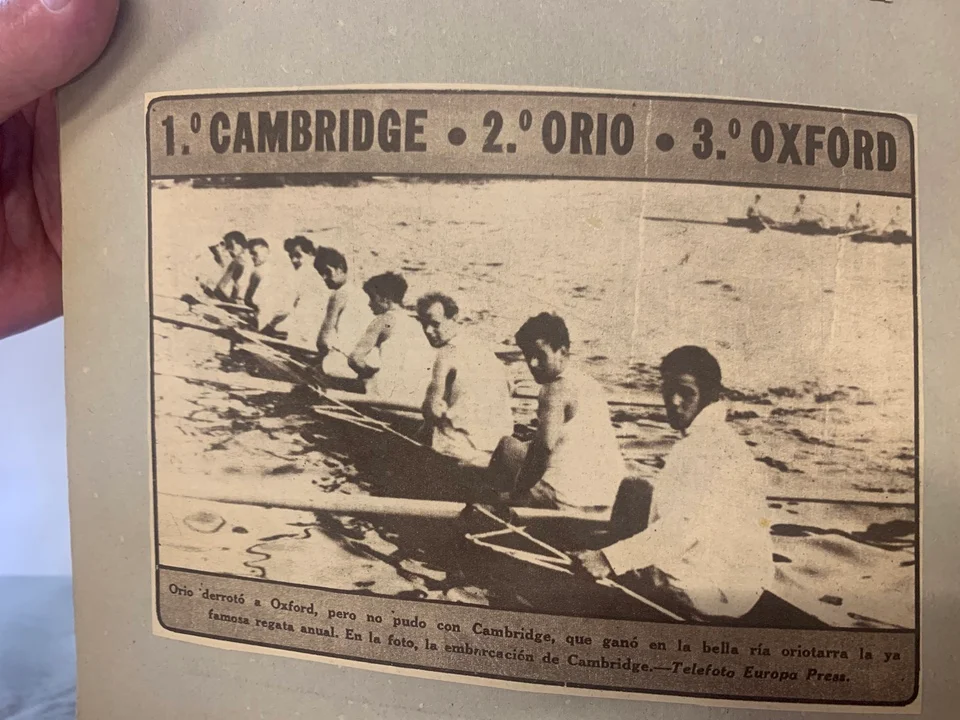 1.º CAMBRIDGE • 2.º ORIO • 3.º OXFORD
Orio derrotó a Oxford, pero no pudo con Cambridge, que ganó en la bella ría oriotarra la ya
famosa regata anual. En la foto, la embarcación de Cambridge.—Telefoto Europa Press.